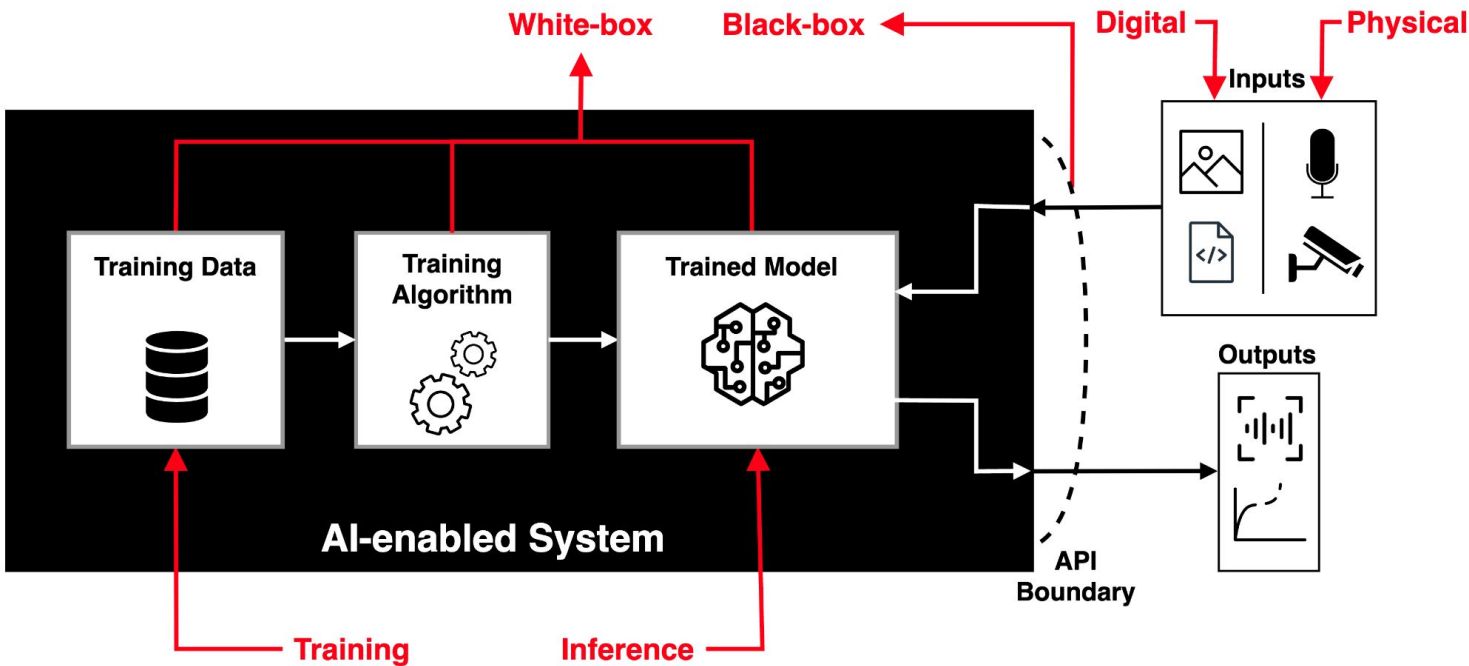 White-box
Black-box
Digital
Physical
Inputs
Training Data
Training
Algorithm
Trained Model
</>
Outputs
AI-enabled System
API
Boundary
Training
Inference